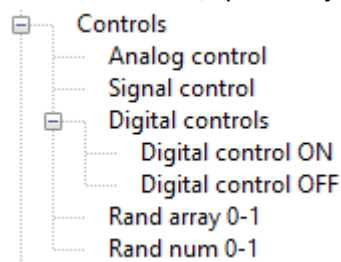 Controls
Analog control
Signal control
Digital controls
Digital control ON
Digital control OFF
Rand array 0-1
Rand num 0-1